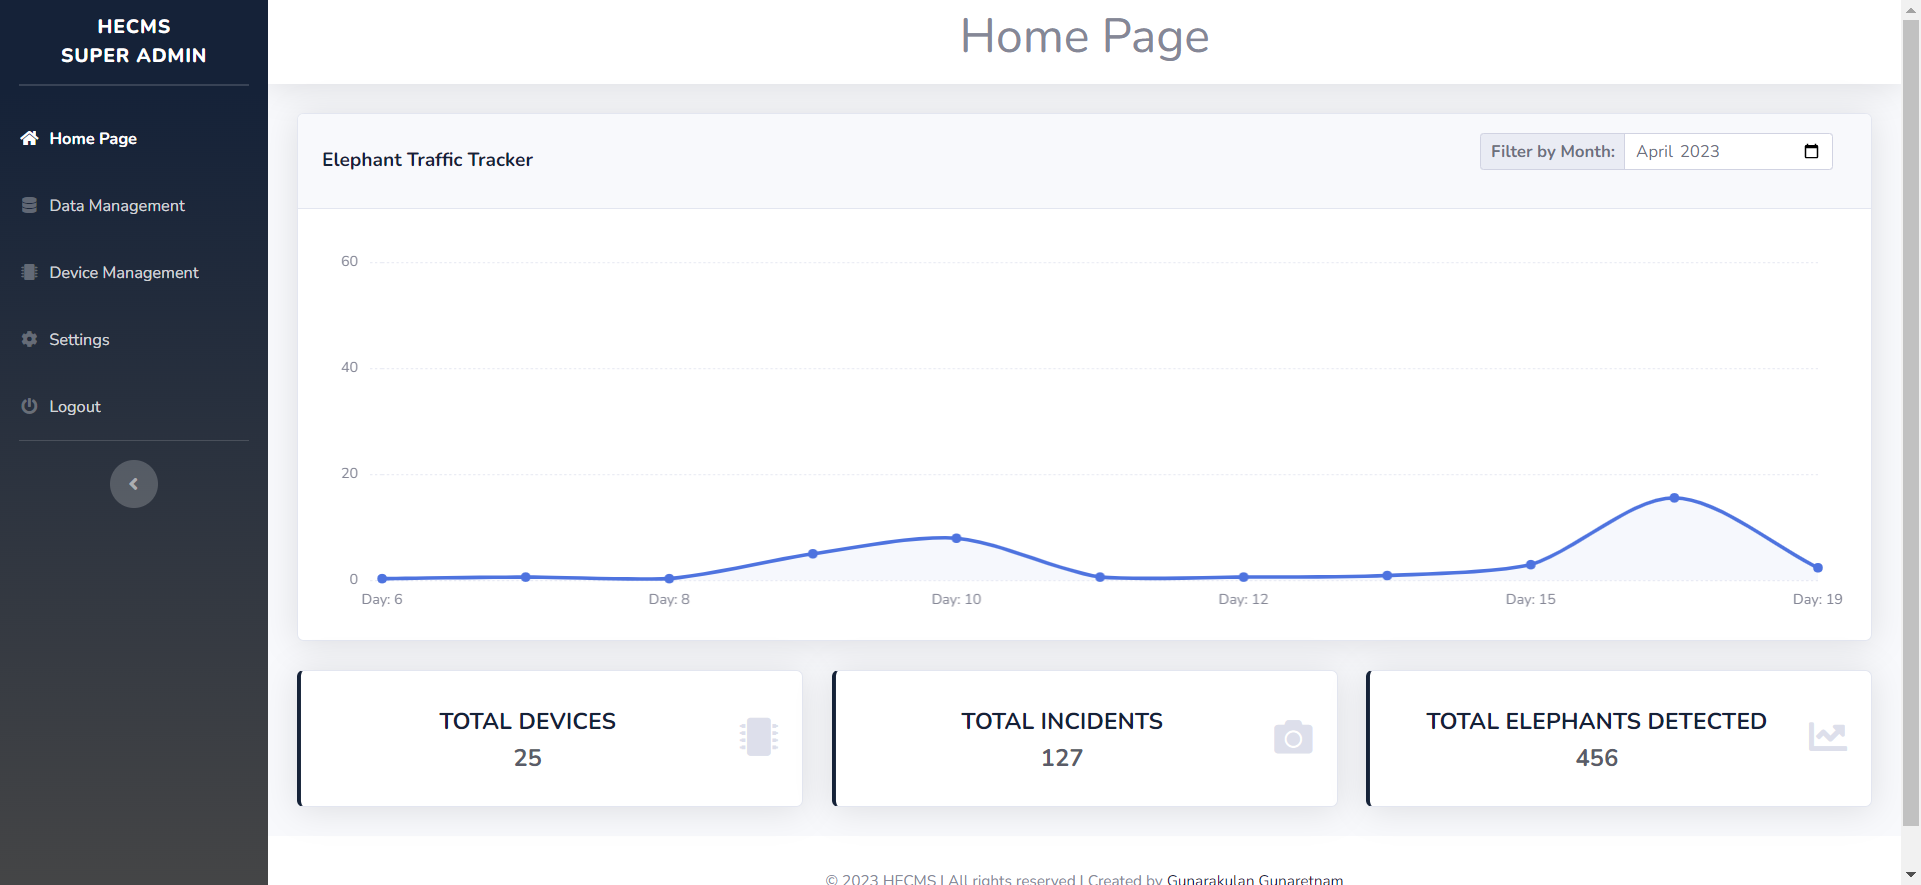 HECMS
SUPER ADMIN
Home Page
Data Management
Device Management
Settings
Logout
Home Page
Elephant Traffic Tracker
Filter by Month: April 2023
60
40
20
0
Day: 6 Day: 8 Day: 10 Day: 12 Day: 15 Day: 19
TOTAL DEVICES
25
TOTAL INCIDENTS
127
TOTAL ELEPHANTS DETECTED
456
© 2023 HECMS | All rights reserved | Created by Gunarakulan Gunaretnam